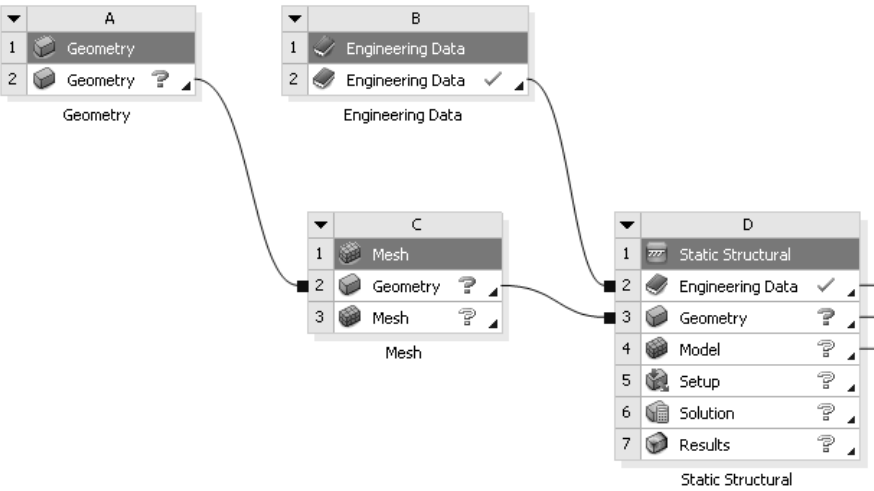 A
1 Geometry
2 Geometry ?
Geometry
B
1 Engineering Data
2 Engineering Data ✓
Engineering Data
C
1 Mesh
2 Geometry ?
3 Mesh ?
Mesh
D
1 Static Structural
2 Engineering Data ✓
3 Geometry ?
4 Model ?
5 Setup ?
6 Solution ?
7 Results ?
Static Structural